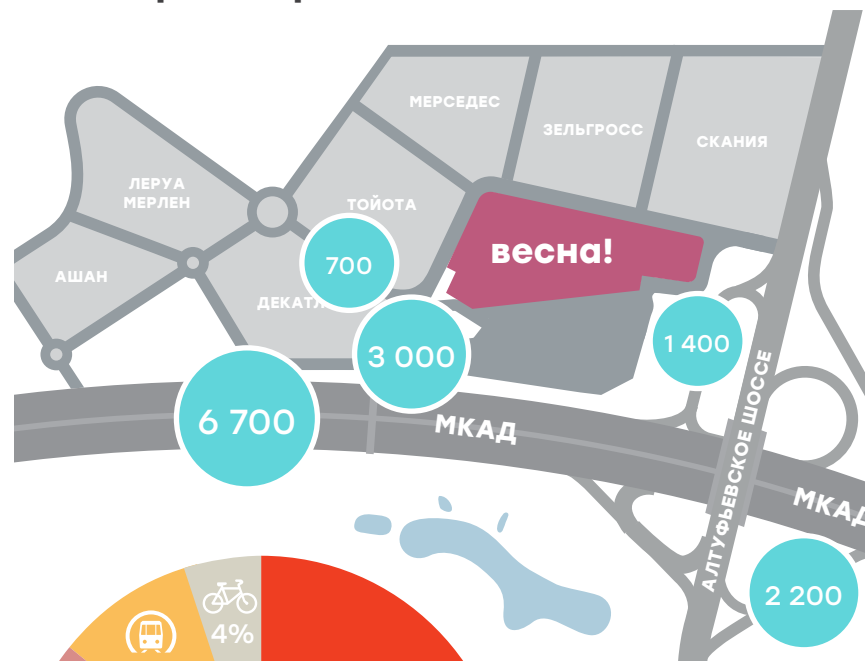 МЕРСЕДЕС
ЗЕЛЬГРОСС
СКАНИЯ
ЛЕРУА
МЕРЛЕН
ТОЙОТА
весна!
700
АШАН
ДЕКАТЛ
3 000
1 400
6 700
МКАД
АЛТУФЬЕВСКОЕ ШОССЕ
МКАД
2 200
4%